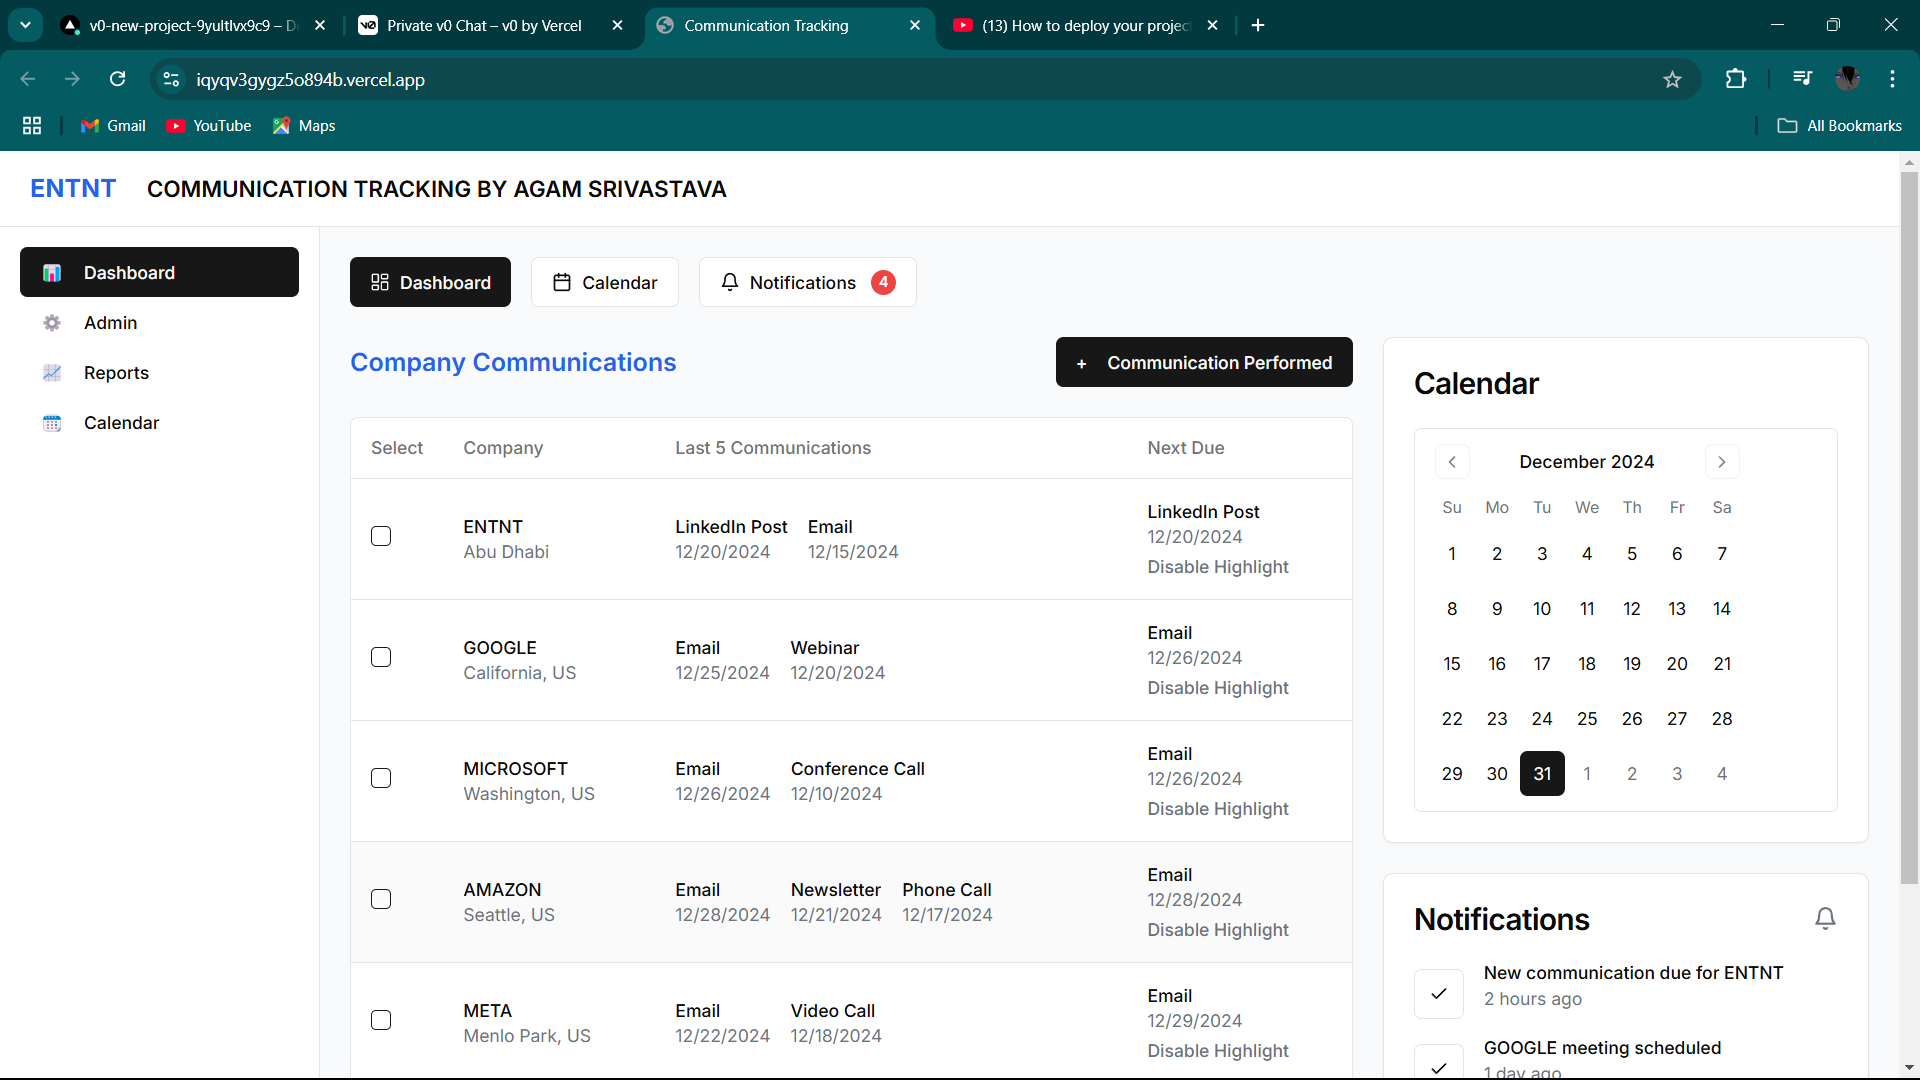 v0-new-project-9yultlvx9c9 – D
Private v0 Chat – v0 by Vercel
Communication Tracking
(13) How to deploy your projec
iqyqv3gygz5o894b.vercel.app
Gmail
YouTube
Maps
All Bookmarks
ENTNT
COMMUNICATION TRACKING BY AGAM SRIVASTAVA
Dashboard
Admin
Reports
Calendar
Dashboard
Calendar
Notifications 4
Company Communications
+ Communication Performed
Select Company Last 5 Communications Next Due
ENTNT
Abu Dhabi
LinkedIn Post Email
12/20/2024 12/15/2024
LinkedIn Post
12/20/2024
Disable Highlight
GOOGLE
California, US
Email Webinar
12/25/2024 12/20/2024
Email
12/26/2024
Disable Highlight
MICROSOFT
Washington, US
Email Conference Call
12/26/2024 12/10/2024
Email
12/26/2024
Disable Highlight
AMAZON
Seattle, US
Email Newsletter Phone Call
12/28/2024 12/21/2024 12/17/2024
Email
12/28/2024
Disable Highlight
META
Menlo Park, US
Email Video Call
12/22/2024 12/18/2024
Email
12/29/2024
Disable Highlight
Calendar
December 2024
Su Mo Tu We Th Fr Sa
1 2 3 4 5 6 7
8 9 10 11 12 13 14
15 16 17 18 19 20 21
22 23 24 25 26 27 28
29 30 31 1 2 3 4
Notifications
New communication due for ENTNT
2 hours ago
GOOGLE meeting scheduled
1 day ago